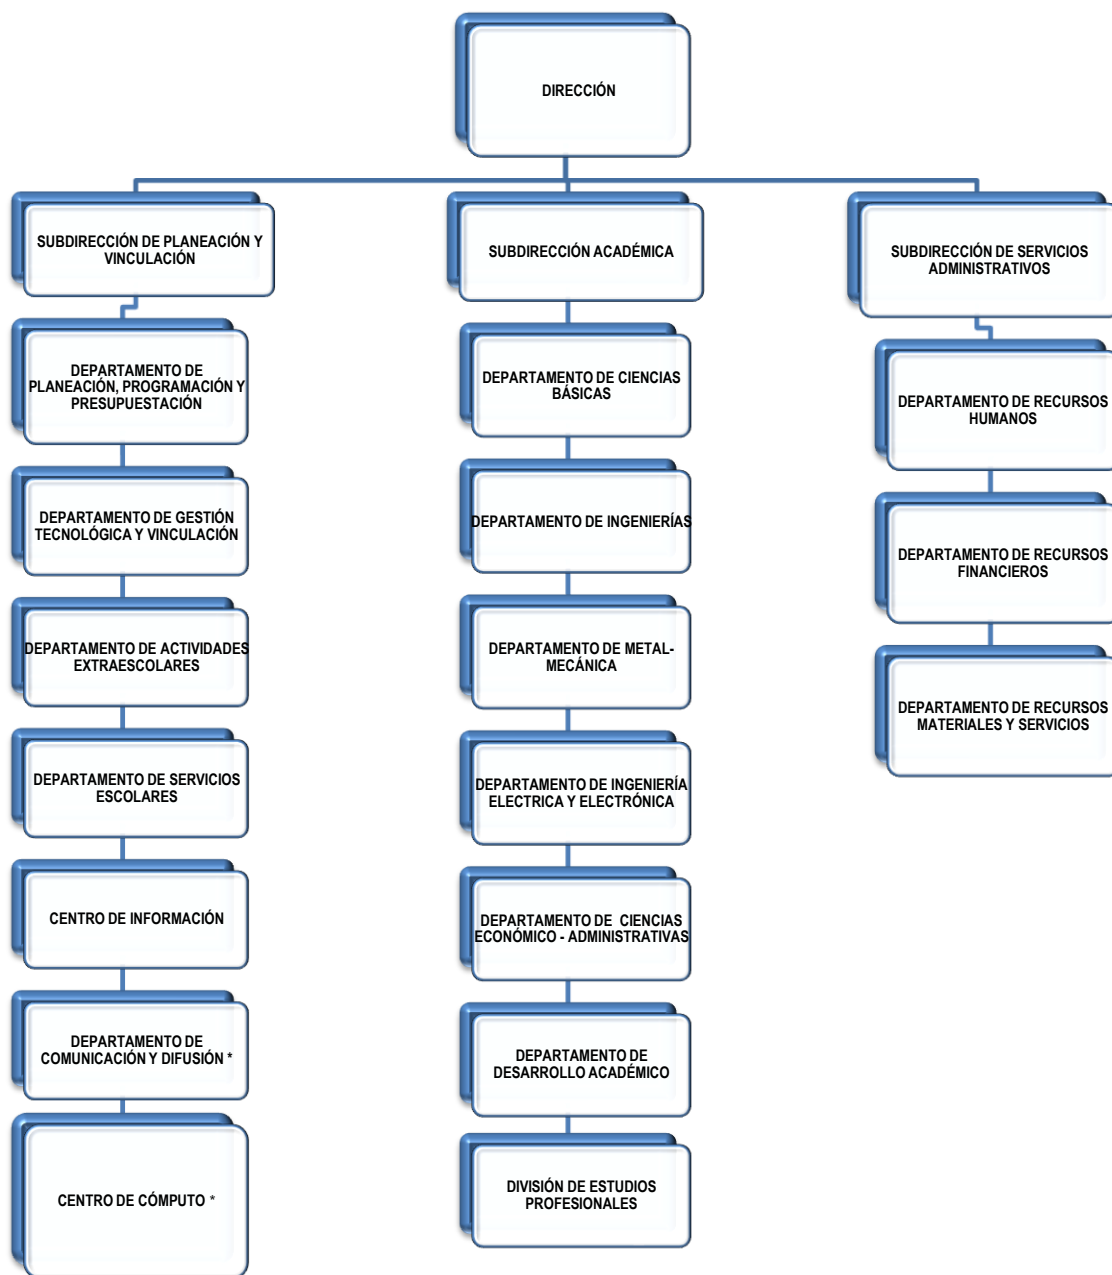 DIRECCIÓN
SUBDIRECCIÓN DE PLANEACIÓN Y
VINCULACIÓN
DEPARTAMENTO DE
PLANEACIÓN, PROGRAMACIÓN Y
PRESUPUESTACIÓN
DEPARTAMENTO DE GESTIÓN
TECNOLÓGICA Y VINCULACIÓN
DEPARTAMENTO DE ACTIVIDADES
EXTRAESCOLARES
DEPARTAMENTO DE SERVICIOS
ESCOLARES
CENTRO DE INFORMACIÓN
DEPARTAMENTO DE
COMUNICACIÓN Y DIFUSIÓN *
CENTRO DE CÓMPUTO *
SUBDIRECCIÓN ACADÉMICA
DEPARTAMENTO DE CIENCIAS
BÁSICAS
DEPARTAMENTO DE INGENIERÍAS
DEPARTAMENTO DE METAL-
MECÁNICA
DEPARTAMENTO DE INGENIERÍA
ELECTRICA Y ELECTRÓNICA
DEPARTAMENTO DE  CIENCIAS
ECONÓMICO - ADMINISTRATIVAS
DEPARTAMENTO DE
DESARROLLO ACADÉMICO
DIVISIÓN DE ESTUDIOS
PROFESIONALES
SUBDIRECCIÓN DE SERVICIOS
ADMINISTRATIVOS
DEPARTAMENTO DE RECURSOS
HUMANOS
DEPARTAMENTO DE RECURSOS
FINANCIEROS
DEPARTAMENTO DE RECURSOS
MATERIALES Y SERVICIOS